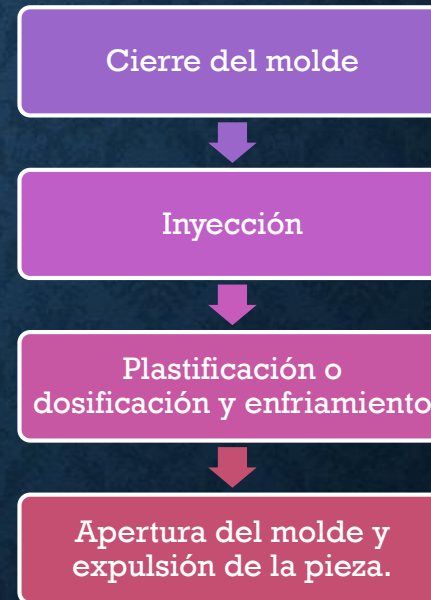 Cierre del molde
Inyección
Plastificación o
dosificación y enfriamiento
Apertura del molde y
expulsión de la pieza.